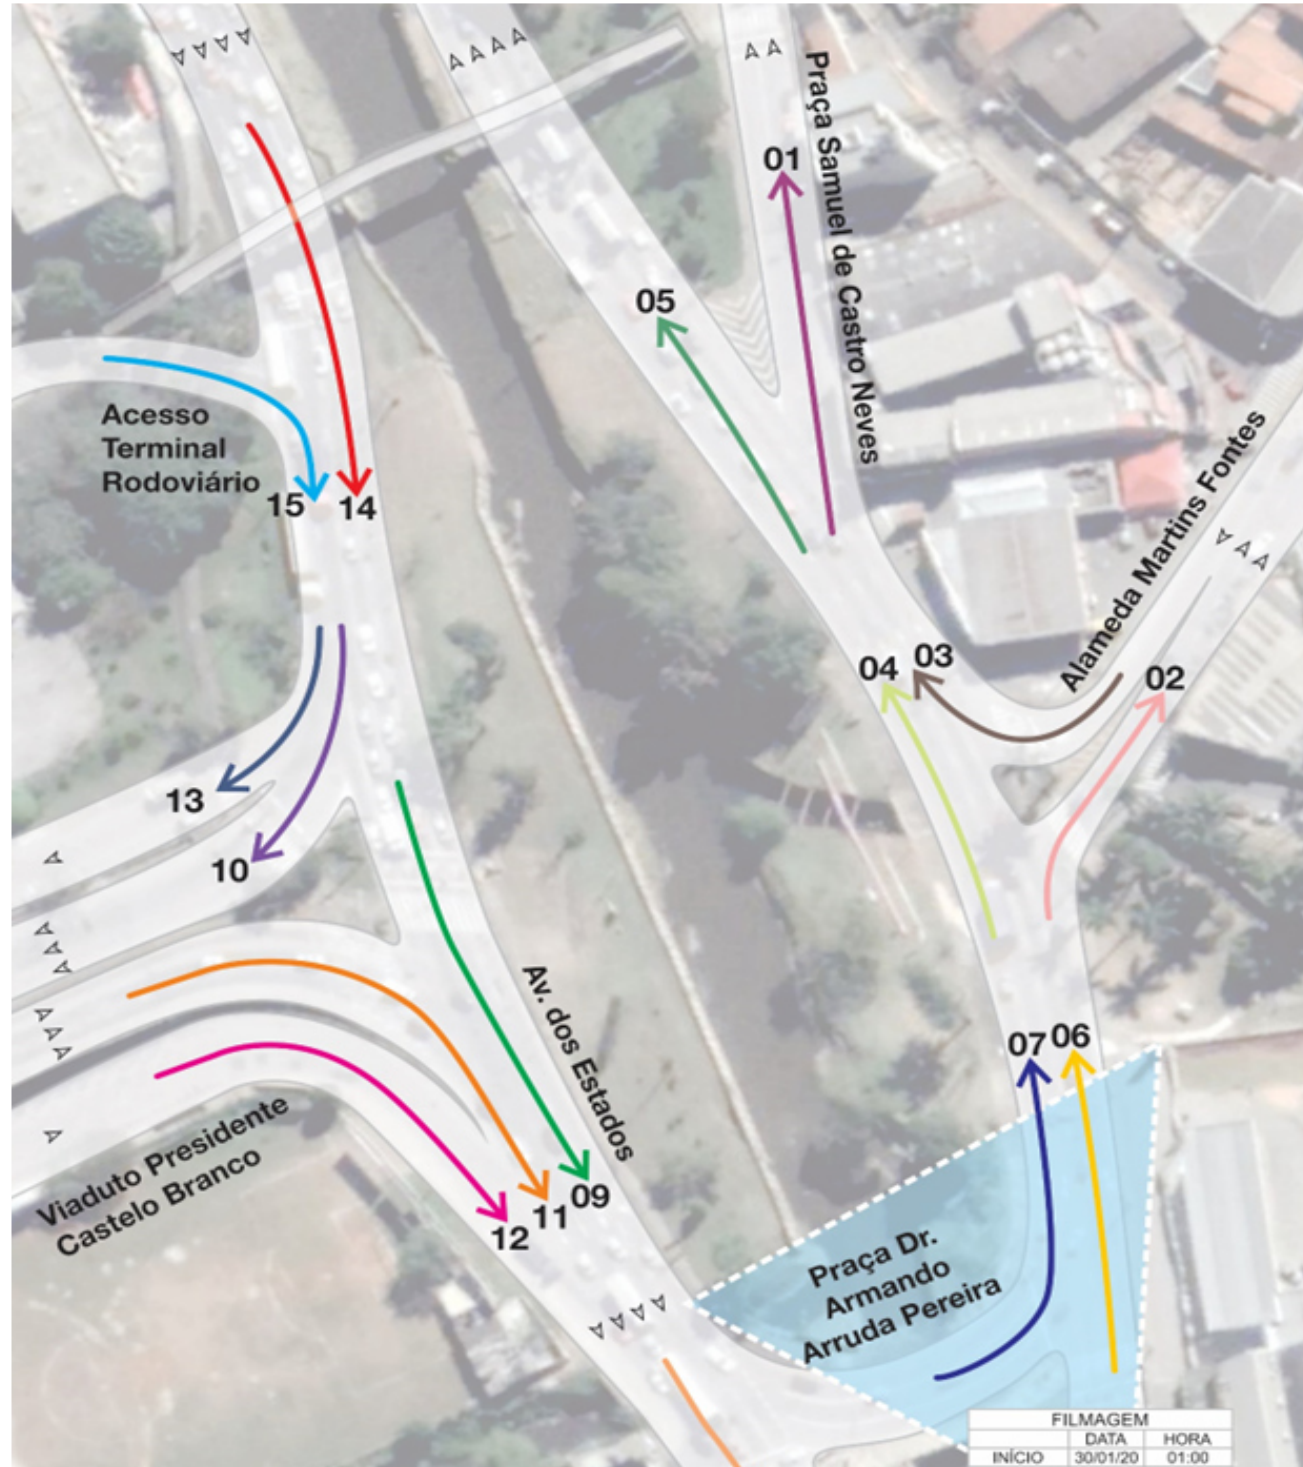 01
Praça Samuel de Castro Neves
05
Acesso
Terminal
Rodoviário
15
14
Alameda Martins Fontes
04
03
02
13
10
Av. dos Estados
07
06
Viaduto Presidente
Castelo Branco
09
11
12
Praça Dr.
Armando
Arruda Pereira
FILMAGEM
DATA HORA
INÍCIO 30/01/20 01:00